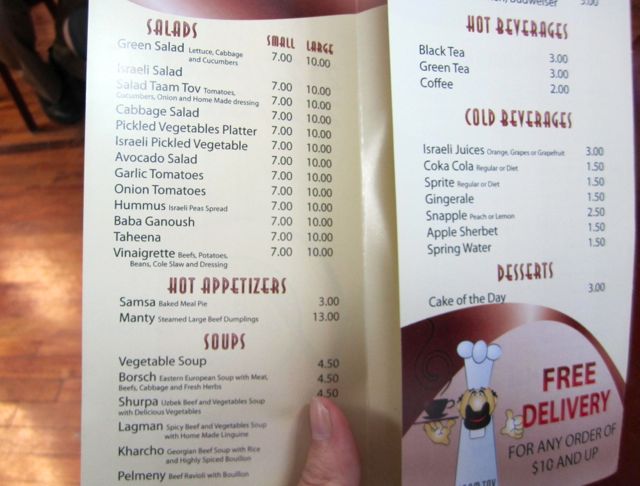 SALADS SMALL LARGE
Green Salad Lettuce, Cabbage 7.00 10.00
and Cucumbers
Israeli Salad 7.00 10.00
Salad Taam Tov Tomatoes, 7.00 10.00
Cucumbers, Onion and Home Made dressing
Cabbage Salad 7.00 10.00
Pickled Vegetables Platter 7.00 10.00
Israeli Pickled Vegetable 7.00 10.00
Avocado Salad 7.00 10.00
Garlic Tomatoes 7.00 10.00
Onion Tomatoes 7.00 10.00
Hummus Israeli Peas Spread 7.00 10.00
Baba Ganoush 7.00 10.00
Taheena 7.00 10.00
Vinaigrette Beefs, Potatoes, 7.00 10.00
Beans, Cole Slaw and Dressing
HOT APPETIZERS
Samsa Baked Meal Pie 3.00
Manty Steamed Large Beef Dumplings 13.00
SOUPS
Vegetable Soup 4.50
Borsch Eastern European Soup with Meat, 4.50
Beefs, Cabbage and Fresh Herbs
Shurpa Uzbek Beef and Vegetables Soup 4.50
with Delicious Vegetables
Lagman Spicy Beef and Vegetables Soup
with Home Made Linguine
Kharcho Georgian Beef Soup with Rice
and Highly Spiced Bouillon
Pelmeny Beef Ravioli with Bouillon
Budweiser 5.00
HOT BEVERAGES
Black Tea 3.00
Green Tea 3.00
Coffee 2.00
COLD BEVERAGES
Israeli Juices Orange, Grapes or Grapefruit 3.00
Coka Cola Regular or Diet 1.50
Sprite Regular or Diet 1.50
Gingerale 1.50
Snapple Peach or Lemon 2.50
Apple Sherbet 1.50
Spring Water 1.50
DESSERTS
Cake of the Day 3.00
FREE
DELIVERY
FOR ANY ORDER OF
$10 AND UP
TOV